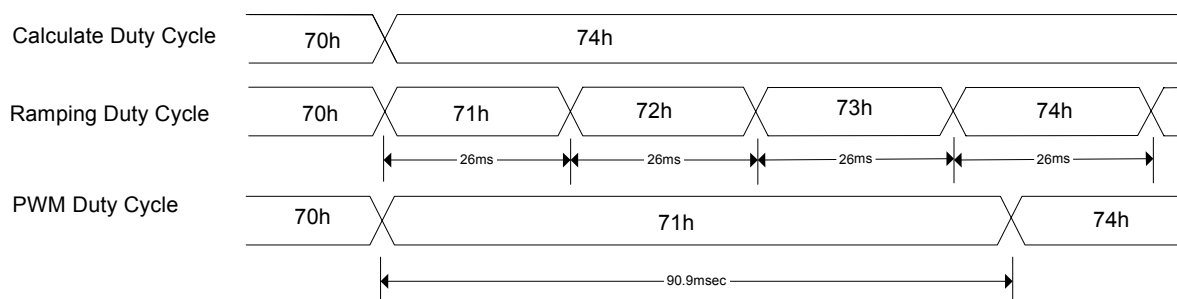 Calculate Duty Cycle 70h 74h
Ramping Duty Cycle 70h 71h 72h 73h 74h
26ms 26ms 26ms 26ms
PWM Duty Cycle 70h 71h 74h
90.9msec